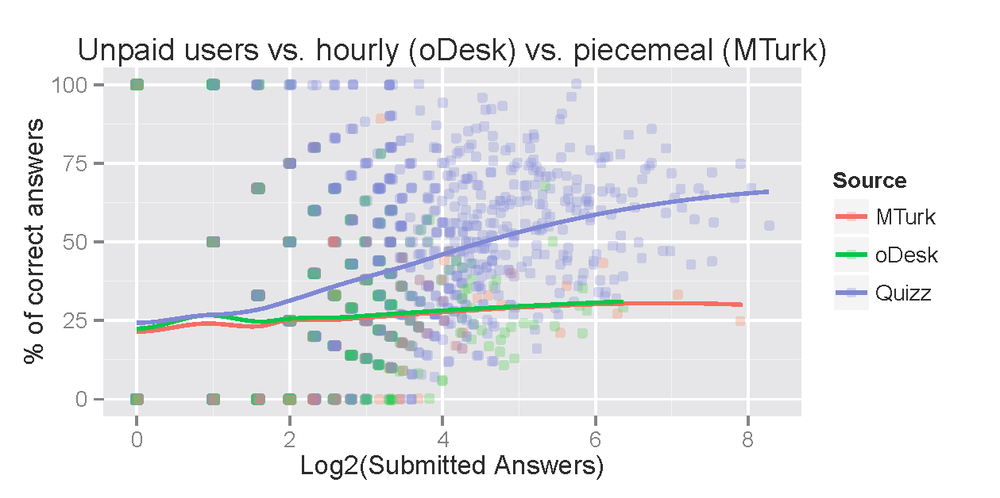 Unpaid users vs. hourly (oDesk) vs. piecemeal (MTurk)
% of correct answers
100
75
50
25
0
0 2 4 6 8
Log2(Submitted Answers)
Source
MTurk
oDesk
Quizz